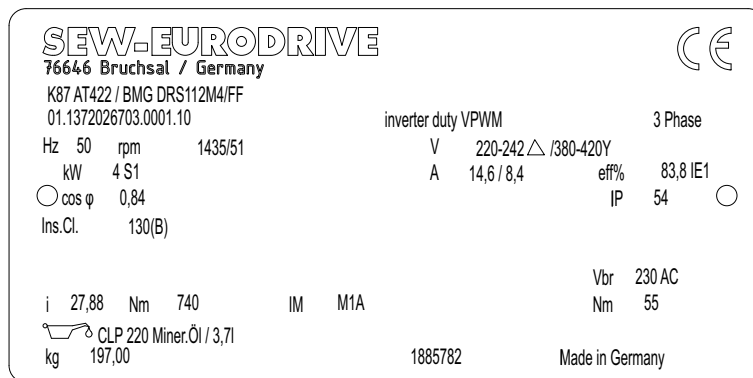 SEW-EURODRIVE
76646 Bruchsal / Germany
CE
K87 AT422 / BMG DRS112M4/FF
01.1372026703.0001.10 inverter duty VPWM 3 Phase
Hz 50 rpm 1435/51 V 220-242△ /380-420Y
kW 4 S1 A 14,6 / 8,4 eff% 83,8 IE1
cos φ 0,84 IP 54
Ins.Cl. 130(B)
Vbr 230 AC
i 27,88 Nm 740 IM M1A Nm 55
CLP 220 Miner.Öl / 3,7l
kg 197,00 1885782 Made in Germany